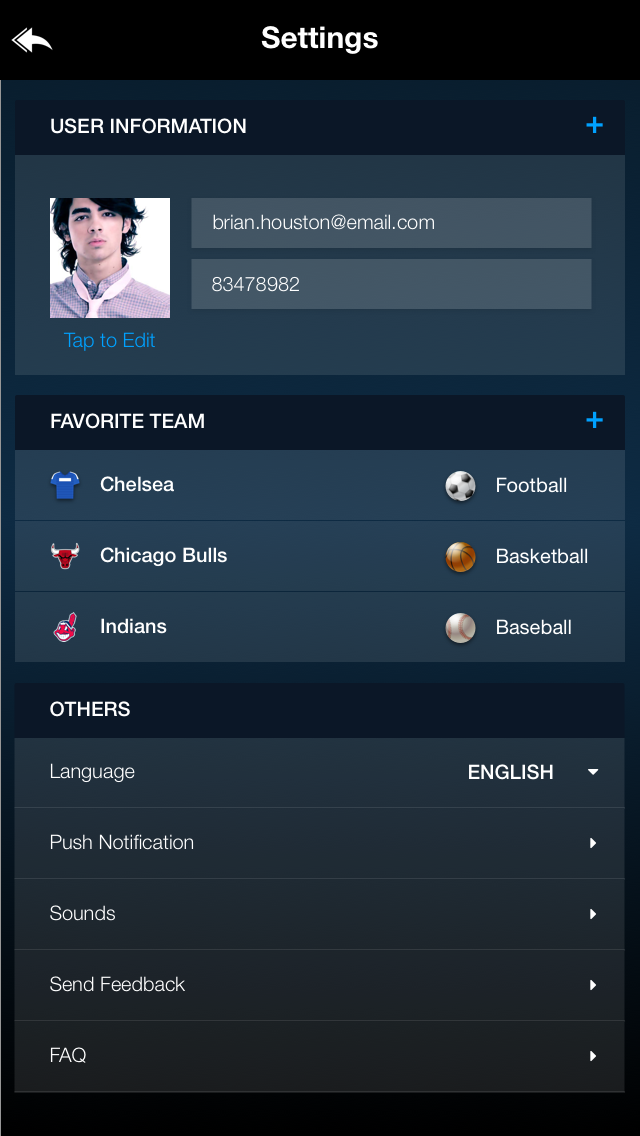 Settings
USER INFORMATION +
brian.houston@email.com
83478982
Tap to Edit
FAVORITE TEAM +
Chelsea Football
Chicago Bulls Basketball
Indians Baseball
OTHERS
Language ENGLISH
Push Notification
Sounds
Send Feedback
FAQ